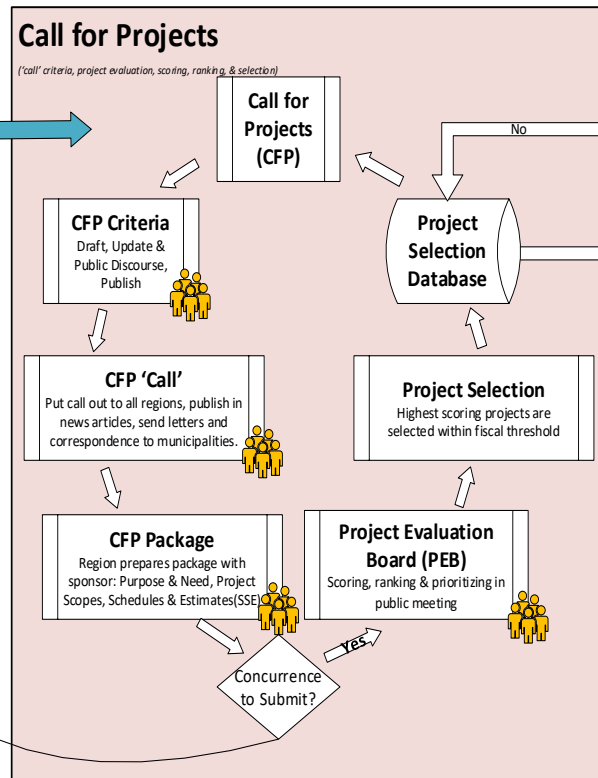 Call for Projects
('call' criteria, project evaluation, scoring, ranking, & selection)
Call for
Projects
(CFP)
No
CFP Criteria
Draft, Update &
Public Discourse,
Publish
Project
Selection
Database
CFP ‘Call’
Put call out to all regions, publish in
news articles, send letters and
correspondence to municipalities.
Project Selection
Highest scoring projects are
selected within fiscal threshold
CFP Package
Region prepares package with
sponsor: Purpose & Need, Project
Scopes, Schedules & Estimates(SSE)
Project Evaluation
Board (PEB)
Scoring, ranking & prioritizing in
public meeting
Yes
Concurrence
to Submit?